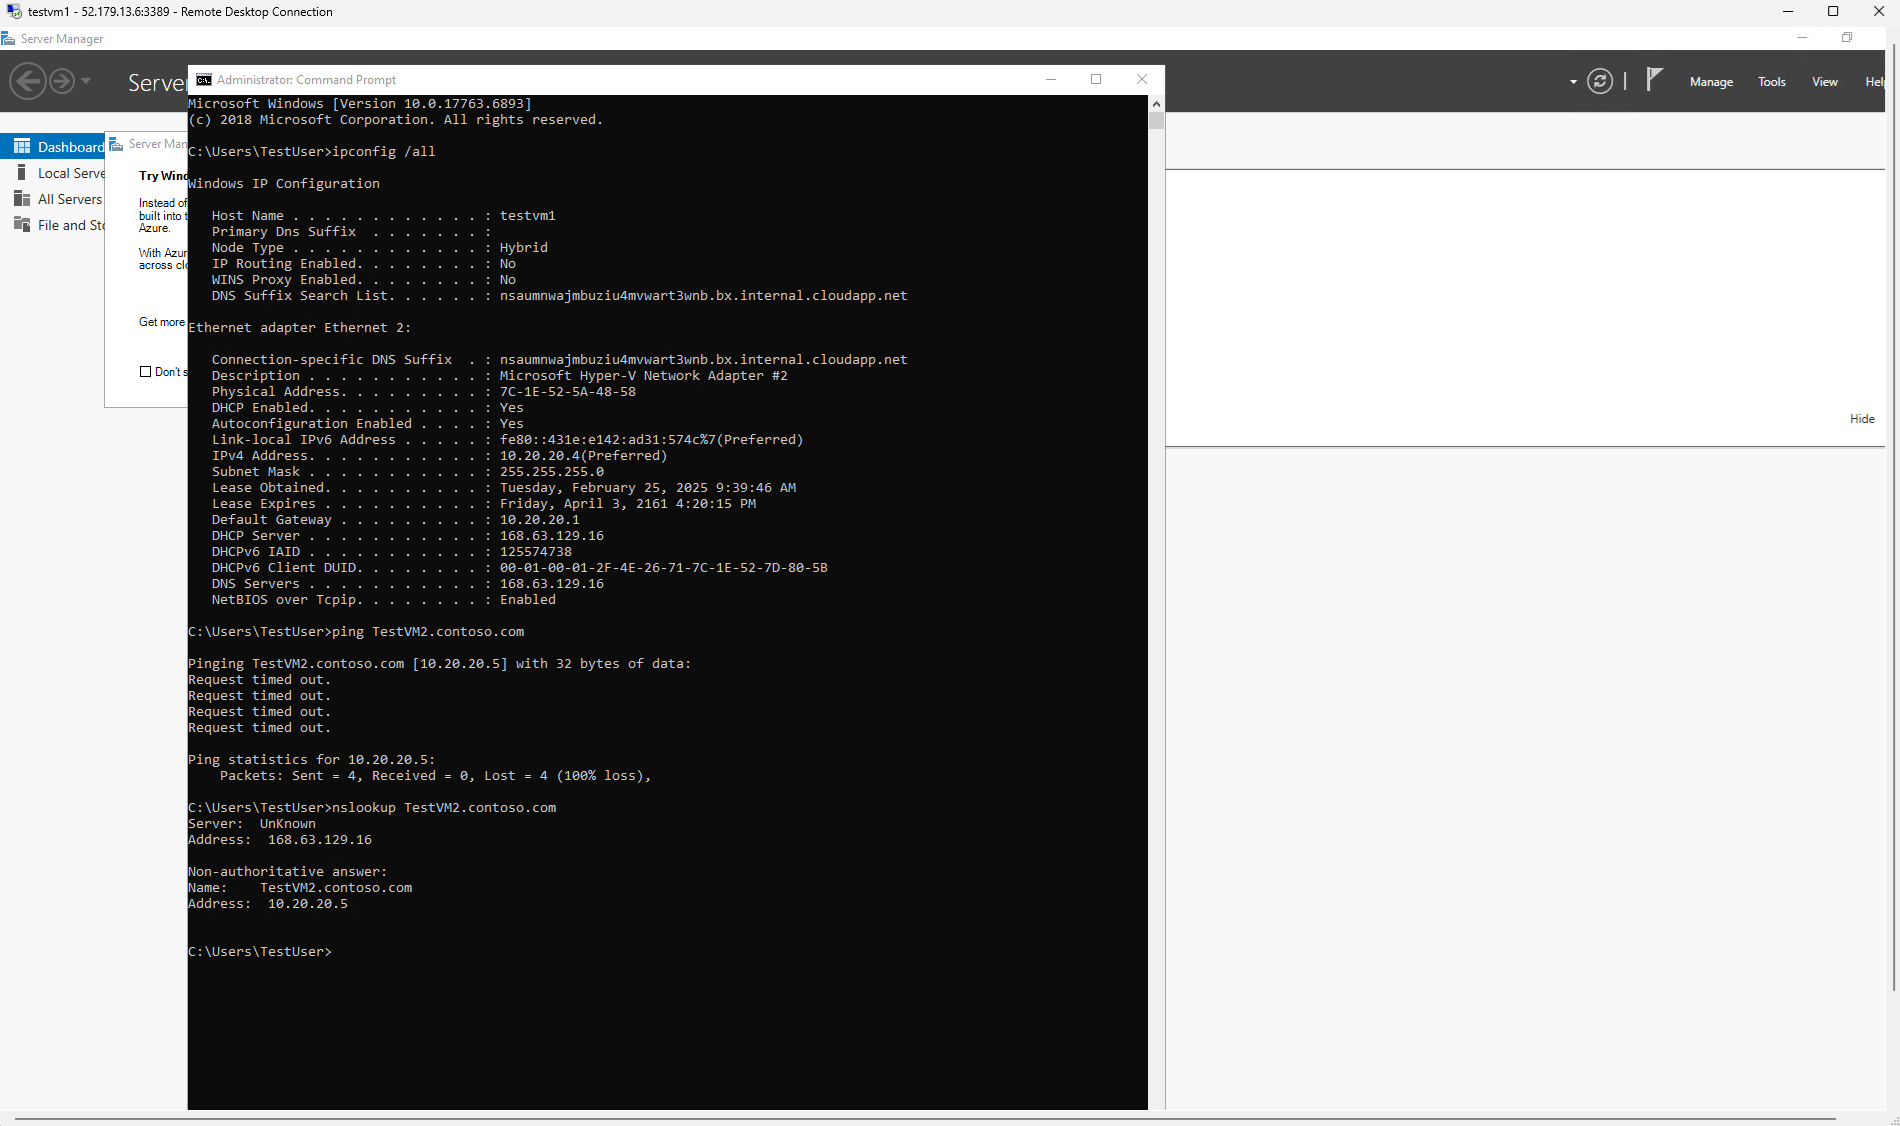 testvm1 - 52.179.13.6:3389 - Remote Desktop Connection
Server Manager
Server
Manage Tools View Hel
Dashboard
Local Serve
All Servers
File and Sto
Server Man
Try Wind
Instead of
built into t
Azure.
With Azur
across clo
Get more
Don't s
Hide
Administrator: Command Prompt
Microsoft Windows [Version 10.0.17763.6893]
(c) 2018 Microsoft Corporation. All rights reserved.
C:\Users\TestUser>ipconfig /all
Windows IP Configuration
Host Name . . . . . . . . . . . . : testvm1
Primary Dns Suffix  . . . . . . . :
Node Type . . . . . . . . . . . . : Hybrid
IP Routing Enabled. . . . . . . . : No
WINS Proxy Enabled. . . . . . . . : No
DNS Suffix Search List. . . . . . : nsaumnwajmbuziu4mvwart3wnb.bx.internal.cloudapp.net
Ethernet adapter Ethernet 2:
Connection-specific DNS Suffix  . : nsaumnwajmbuziu4mvwart3wnb.bx.internal.cloudapp.net
Description . . . . . . . . . . . : Microsoft Hyper-V Network Adapter #2
Physical Address. . . . . . . . . : 7C-1E-52-5A-48-58
DHCP Enabled. . . . . . . . . . . : Yes
Autoconfiguration Enabled . . . . : Yes
Link-local IPv6 Address . . . . . : fe80::431e:e142:ad31:574c%7(Preferred)
IPv4 Address. . . . . . . . . . . : 10.20.20.4(Preferred)
Subnet Mask . . . . . . . . . . . : 255.255.255.0
Lease Obtained. . . . . . . . . . : Tuesday, February 25, 2025 9:39:46 AM
Lease Expires . . . . . . . . . . : Friday, April 3, 2161 4:20:15 PM
Default Gateway . . . . . . . . . : 10.20.20.1
DHCP Server . . . . . . . . . . . : 168.63.129.16
DHCPv6 IAID . . . . . . . . . . . : 125574738
DHCPv6 Client DUID. . . . . . . . : 00-01-00-01-2F-4E-26-71-7C-1E-52-7D-80-5B
DNS Servers . . . . . . . . . . . : 168.63.129.16
NetBIOS over Tcpip. . . . . . . . : Enabled
C:\Users\TestUser>ping TestVM2.contoso.com
Pinging TestVM2.contoso.com [10.20.20.5] with 32 bytes of data:
Request timed out.
Request timed out.
Request timed out.
Request timed out.
Ping statistics for 10.20.20.5:
Packets: Sent = 4, Received = 0, Lost = 4 (100% loss),
C:\Users\TestUser>nslookup TestVM2.contoso.com
Server:  UnKnown
Address:  168.63.129.16
Non-authoritative answer:
Name:    TestVM2.contoso.com
Address:  10.20.20.5
C:\Users\TestUser>